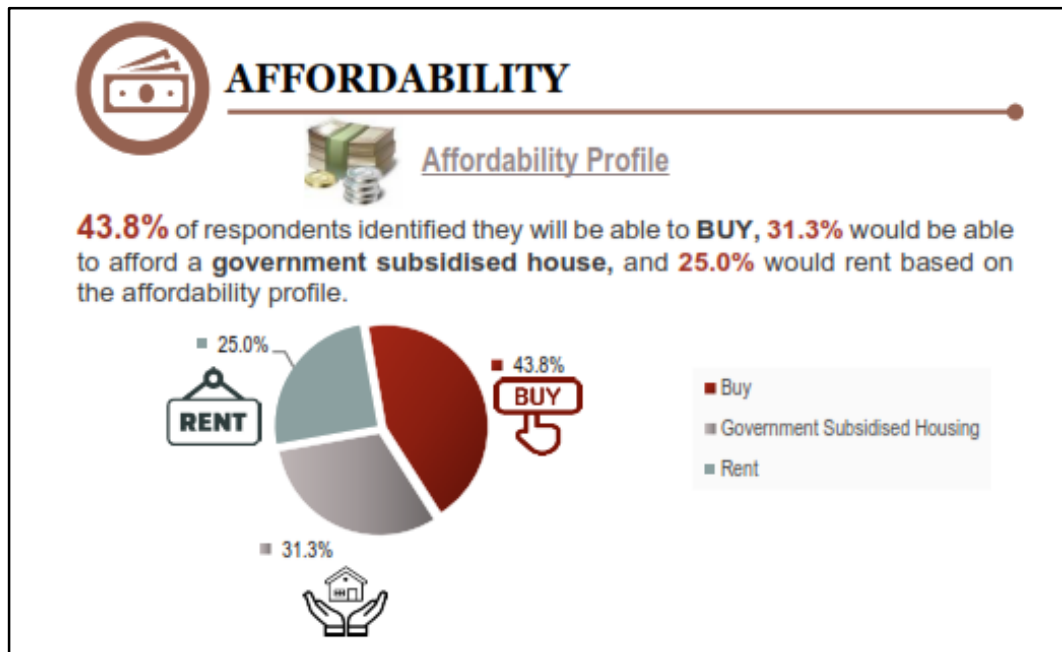 AFFORDABILITY
Affordability Profile
43.8% of respondents identified they will be able to BUY, 31.3% would be able
to afford a government subsidised house, and 25.0% would rent based on
the affordability profile.
25.0%
43.8%
BUY
RENT
Buy
Government Subsidised Housing
Rent
31.3%